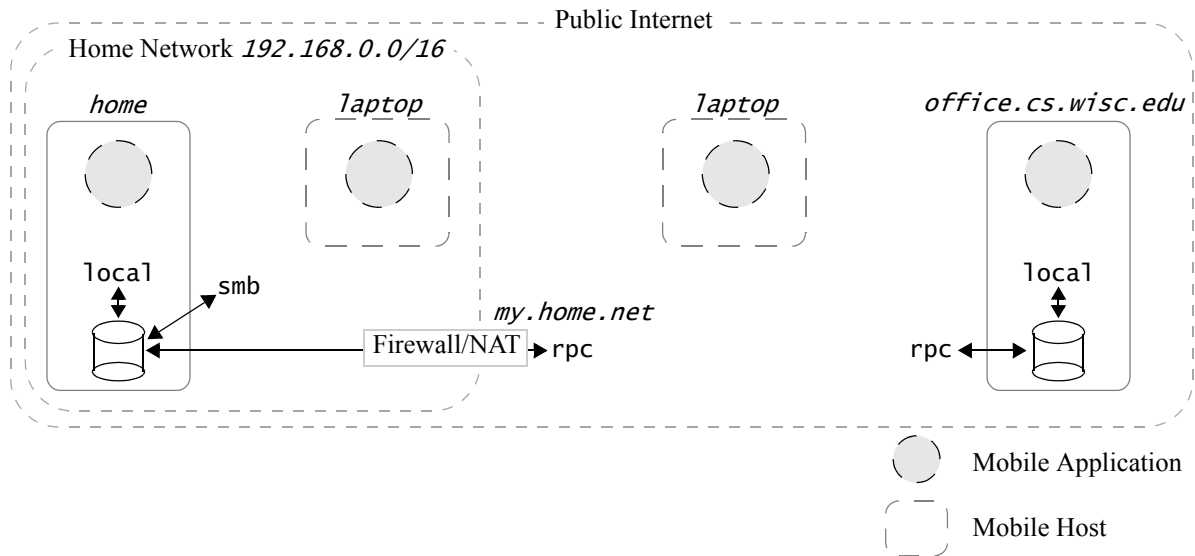 Public Internet
Home Network 192.168.0.0/16
home
laptop
laptop
office.cs.wisc.edu
local
smb
local
my.home.net
Firewall/NAT
rpc
rpc
Mobile Application
Mobile Host